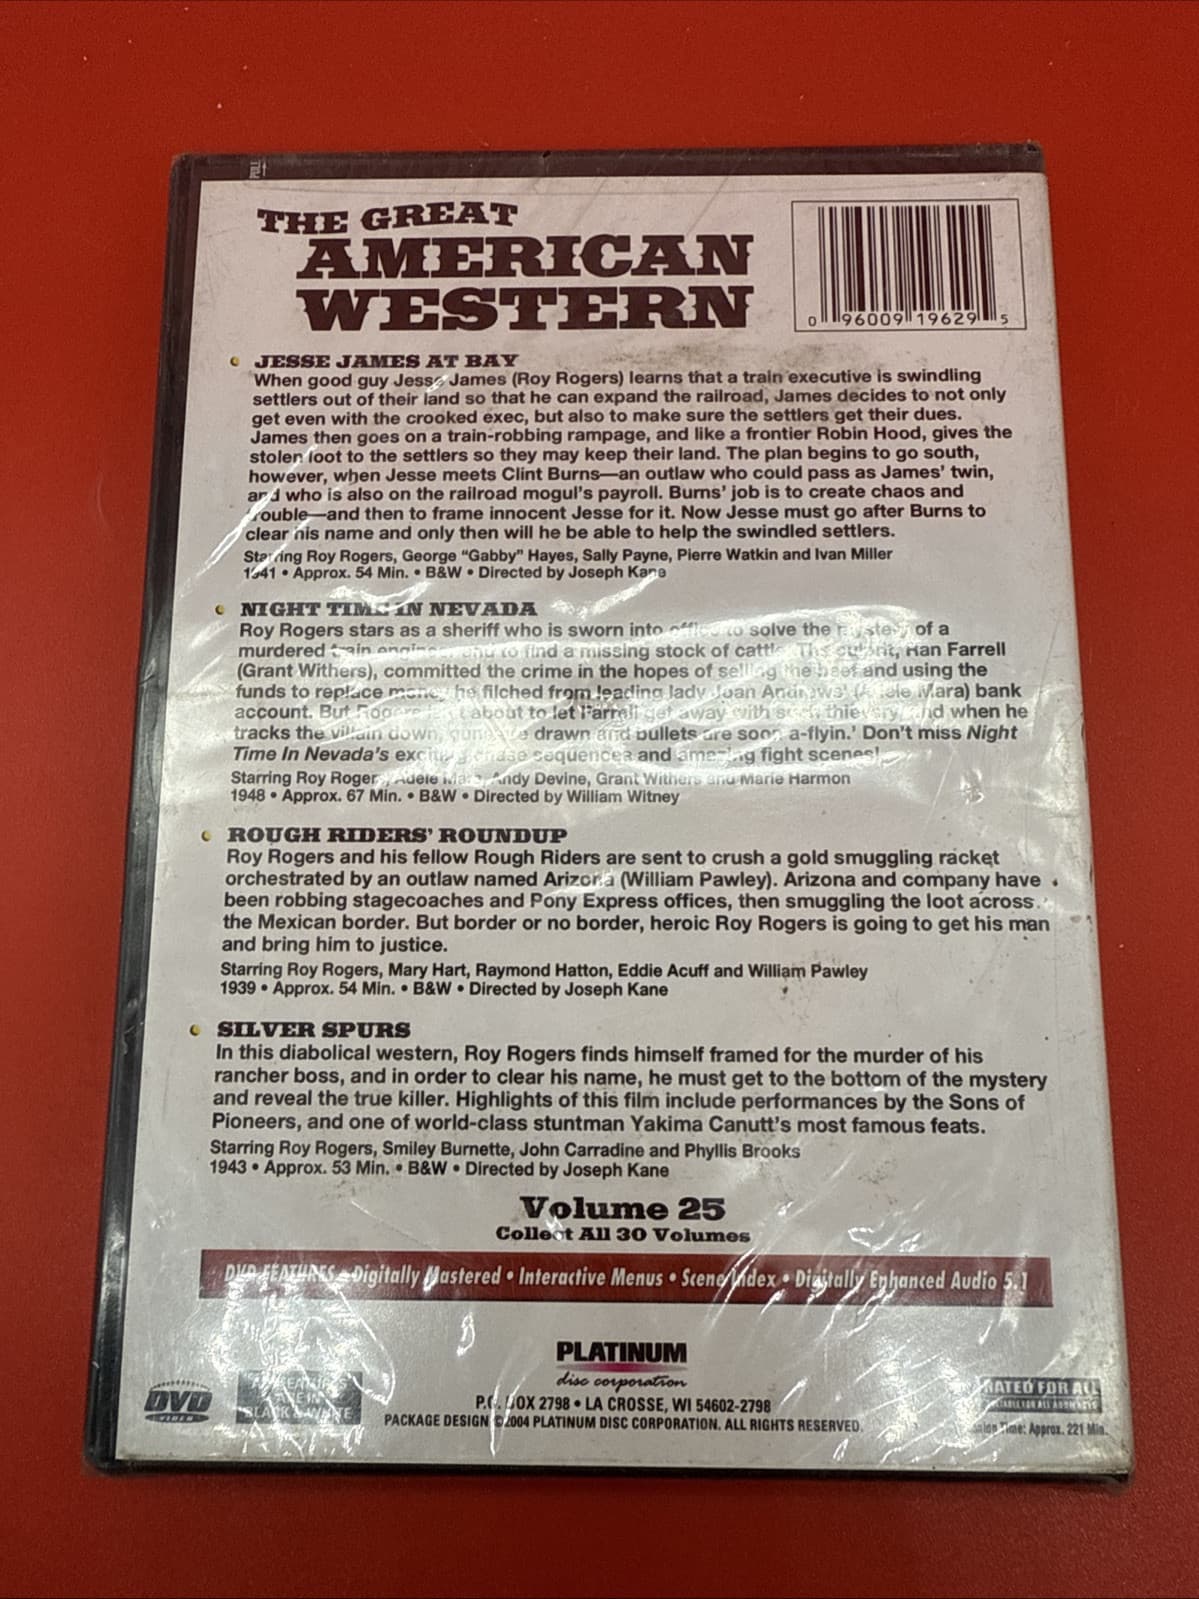 PULL
THE GREAT
AMERICAN
WESTERN
0 96009 19629 5
• JESSE JAMES AT BAY
When good guy Jesse James (Roy Rogers) learns that a train executive is swindling
settlers out of their land so that he can expand the railroad, James decides to not only
get even with the crooked exec, but also to make sure the settlers get their dues.
James then goes on a train-robbing rampage, and like a frontier Robin Hood, gives the
stolen loot to the settlers so they may keep their land. The plan begins to go south,
however, when Jesse meets Clint Burns—an outlaw who could pass as James' twin,
and who is also on the railroad mogul's payroll. Burns' job is to create chaos and
trouble—and then to frame innocent Jesse for it. Now Jesse must go after Burns to
clear his name and only then will he be able to help the swindled settlers.
Starring Roy Rogers, George "Gabby" Hayes, Sally Payne, Pierre Watkin and Ivan Miller
1941 • Approx. 54 Min. • B&W • Directed by Joseph Kane
• NIGHT TIME IN NEVADA
Roy Rogers stars as a sheriff who is sworn into office to solve the mystery of a
murdered train engineer and to find a missing stock of cattle. The culprit, Ran Farrell
(Grant Withers), committed the crime in the hopes of selling the beef and using the
funds to replace money he filched from leading lady Joan Andrews' (Adele Mara) bank
account. But Rogers isn't about to let Farrell get away with such thievery, and when he
tracks the villain down, guns are drawn and bullets are soon a-flyin.' Don't miss Night
Time In Nevada's exciting chase sequences and amazing fight scenes!
Starring Roy Rogers, Adele Mara, Andy Devine, Grant Withers and Marie Harmon
1948 • Approx. 67 Min. • B&W • Directed by William Witney
• ROUGH RIDERS' ROUNDUP
Roy Rogers and his fellow Rough Riders are sent to crush a gold smuggling racket
orchestrated by an outlaw named Arizona (William Pawley). Arizona and company have
been robbing stagecoaches and Pony Express offices, then smuggling the loot across
the Mexican border. But border or no border, heroic Roy Rogers is going to get his man
and bring him to justice.
Starring Roy Rogers, Mary Hart, Raymond Hatton, Eddie Acuff and William Pawley
1939 • Approx. 54 Min. • B&W • Directed by Joseph Kane
• SILVER SPURS
In this diabolical western, Roy Rogers finds himself framed for the murder of his
rancher boss, and in order to clear his name, he must get to the bottom of the mystery
and reveal the true killer. Highlights of this film include performances by the Sons of
Pioneers, and one of world-class stuntman Yakima Canutt's most famous feats.
Starring Roy Rogers, Smiley Burnette, John Carradine and Phyllis Brooks
1943 • Approx. 53 Min. • B&W • Directed by Joseph Kane
Volume 25
Collect All 30 Volumes
DVD FEATURES • Digitally Mastered • Interactive Menus • Scene Index • Digitally Enhanced Audio 5.1
PLATINUM
disc corporation
P.O. BOX 2798 • LA CROSSE, WI 54602-2798
PACKAGE DESIGN ©2004 PLATINUM DISC CORPORATION. ALL RIGHTS RESERVED.
DVD
VIDEO
FEATURES
ARE IN
BLACK & WHITE
RATED FOR ALL
SUITABLE FOR ALL AUDIENCES
Time: Approx. 221 Min.